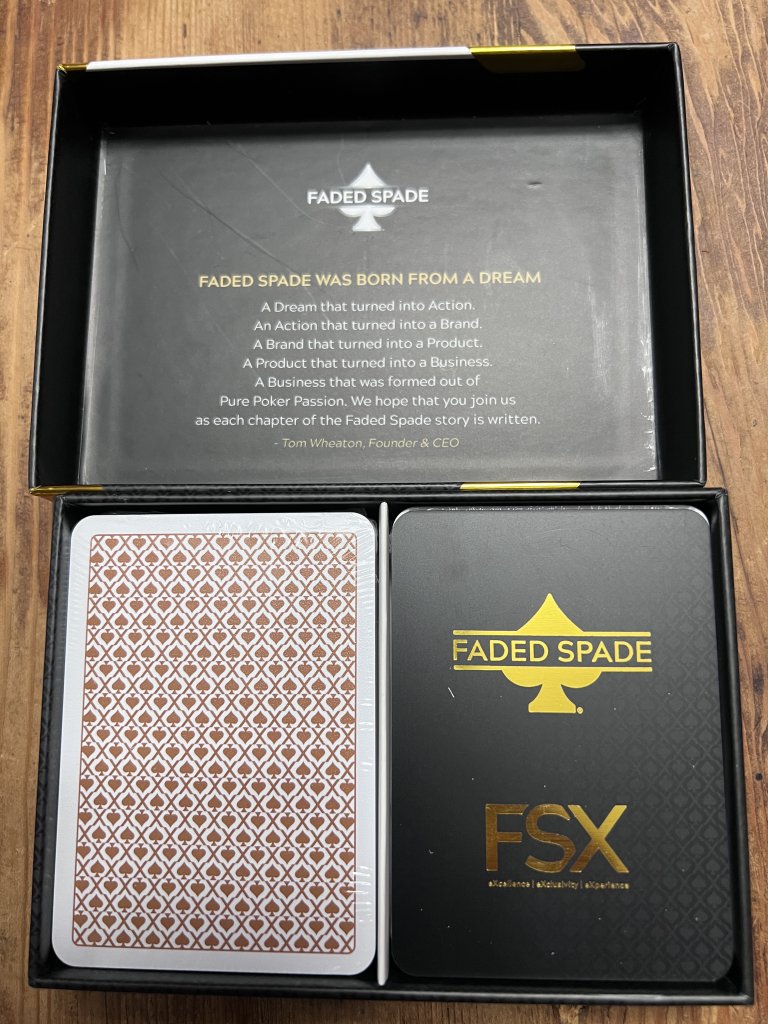 FADED SPADE
FADED SPADE WAS BORN FROM A DREAM
A Dream that turned into Action.
An Action that turned into a Brand.
A Brand that turned into a Product.
A Product that turned into a Business.
A Business that was formed out of
Pure Poker Passion. We hope that you join us
as each chapter of the Faded Spade story is written.
- Tom Wheaton, Founder & CEO
FADED SPADE
FSX
eXcellence | eXclusivity | eXperience